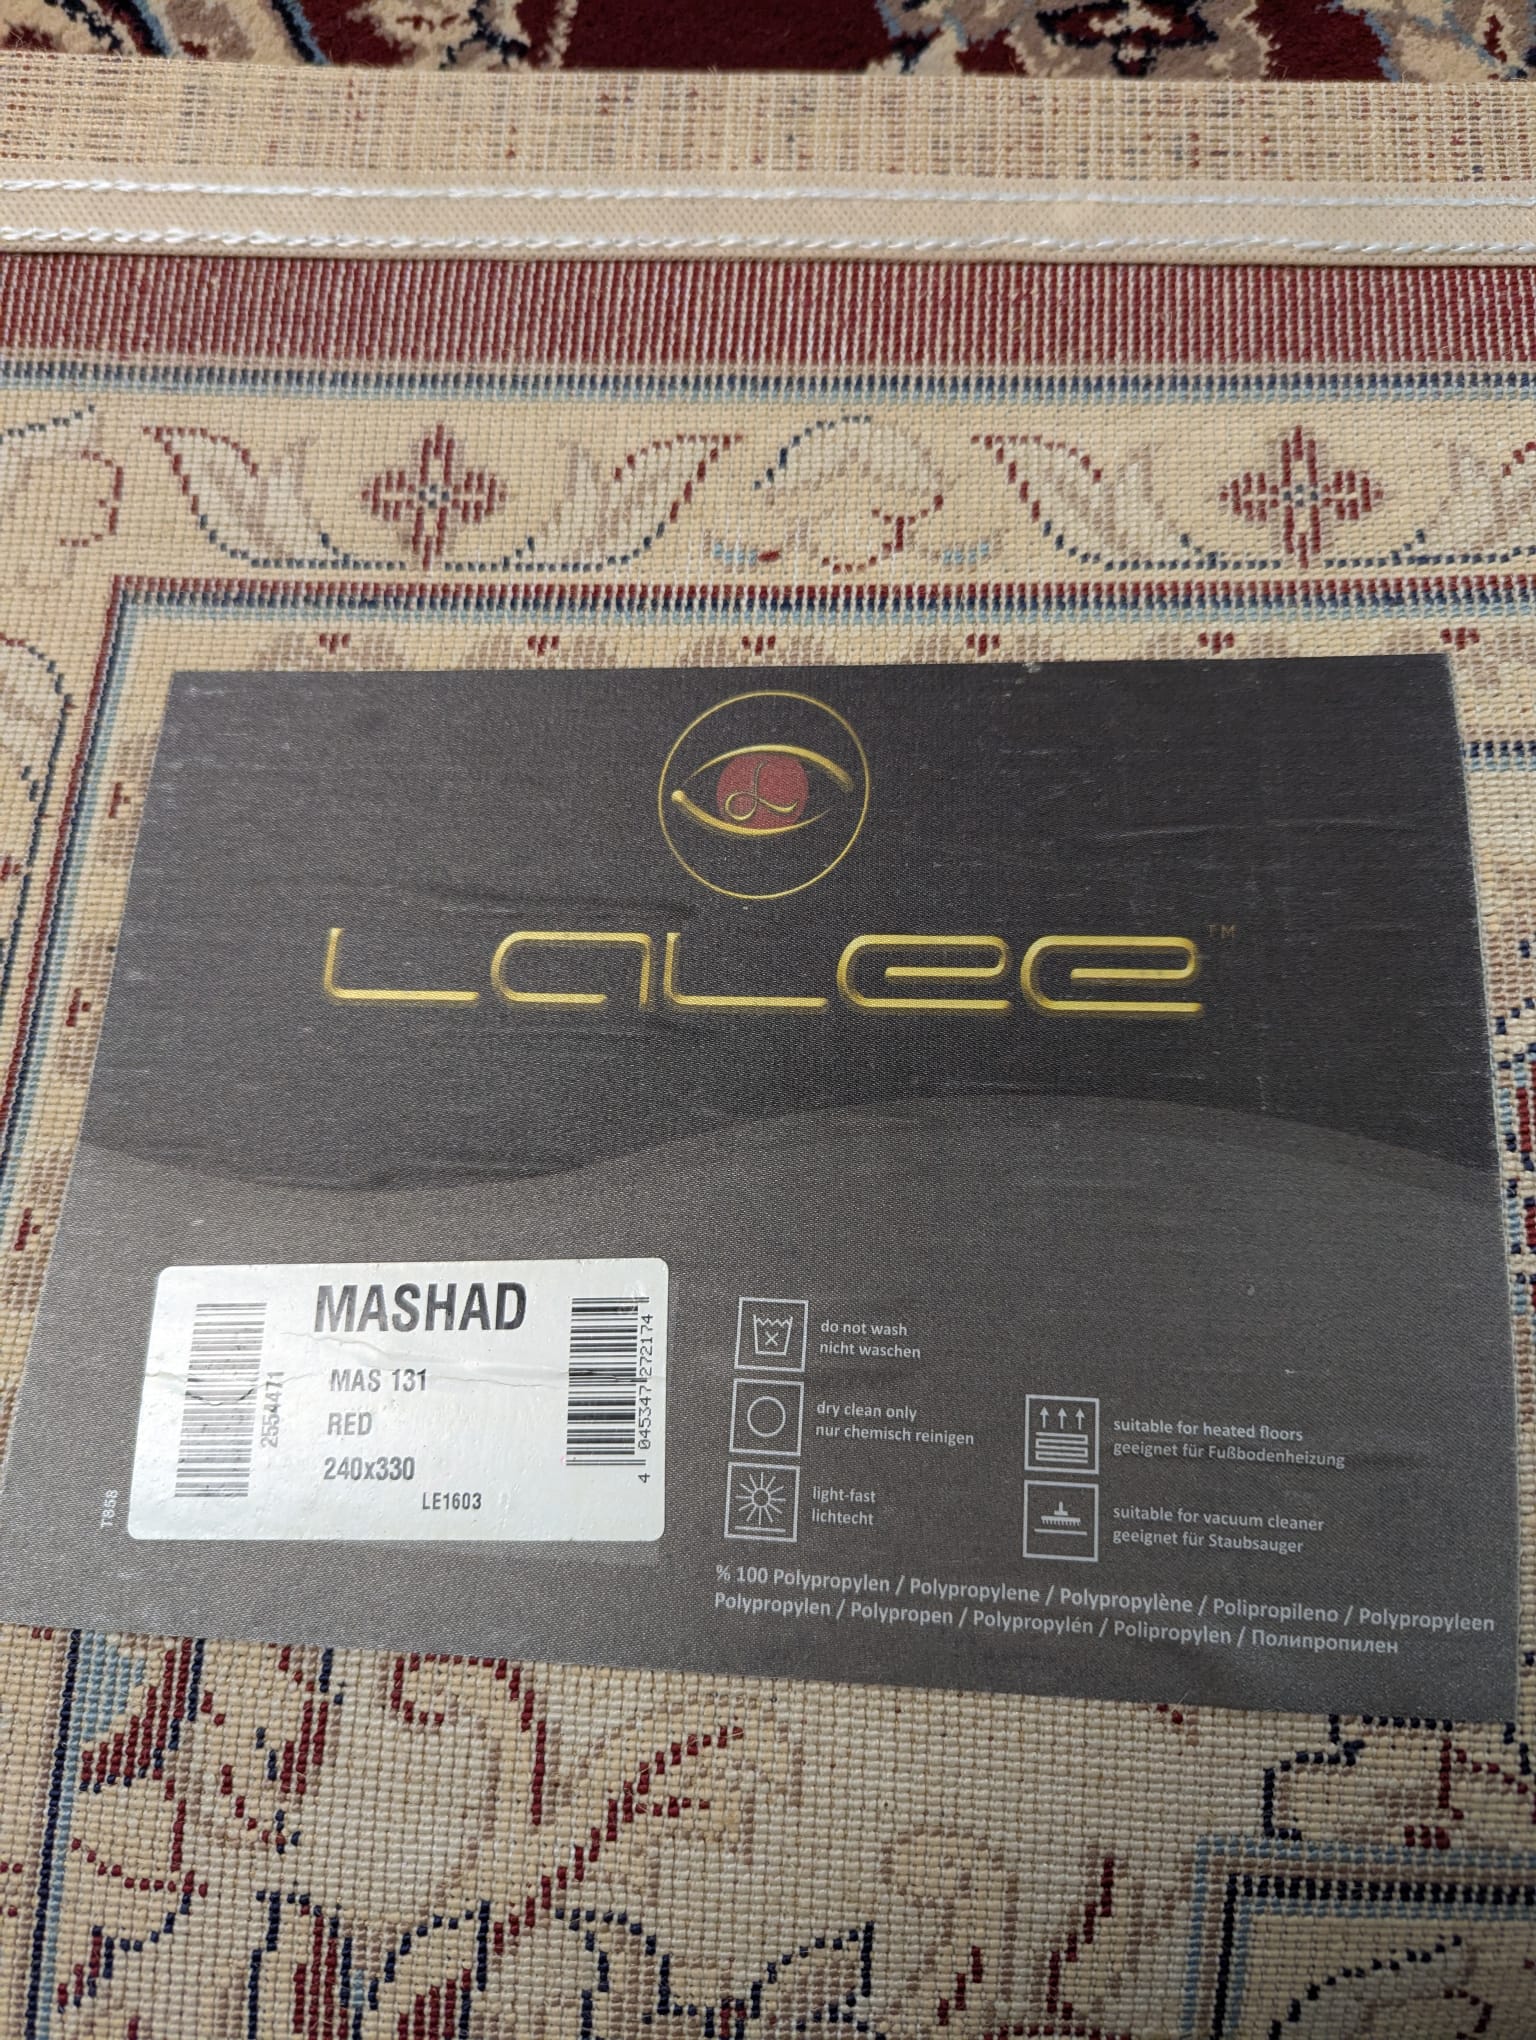 LALEE™
MASHAD
MAS 131
RED
240x330
LE1603
2554471
4 045347 272174
T858
do not wash
nicht waschen
dry clean only
nur chemisch reinigen
light-fast
lichtecht
suitable for heated floors
geeignet für Fußbodenheizung
suitable for vacuum cleaner
geeignet für Staubsauger
% 100 Polypropylen / Polypropylene / Polypropylène / Polipropileno / Polypropyleen
Polypropylen / Polypropen / Polypropylén / Polipropylen / Полипропилен